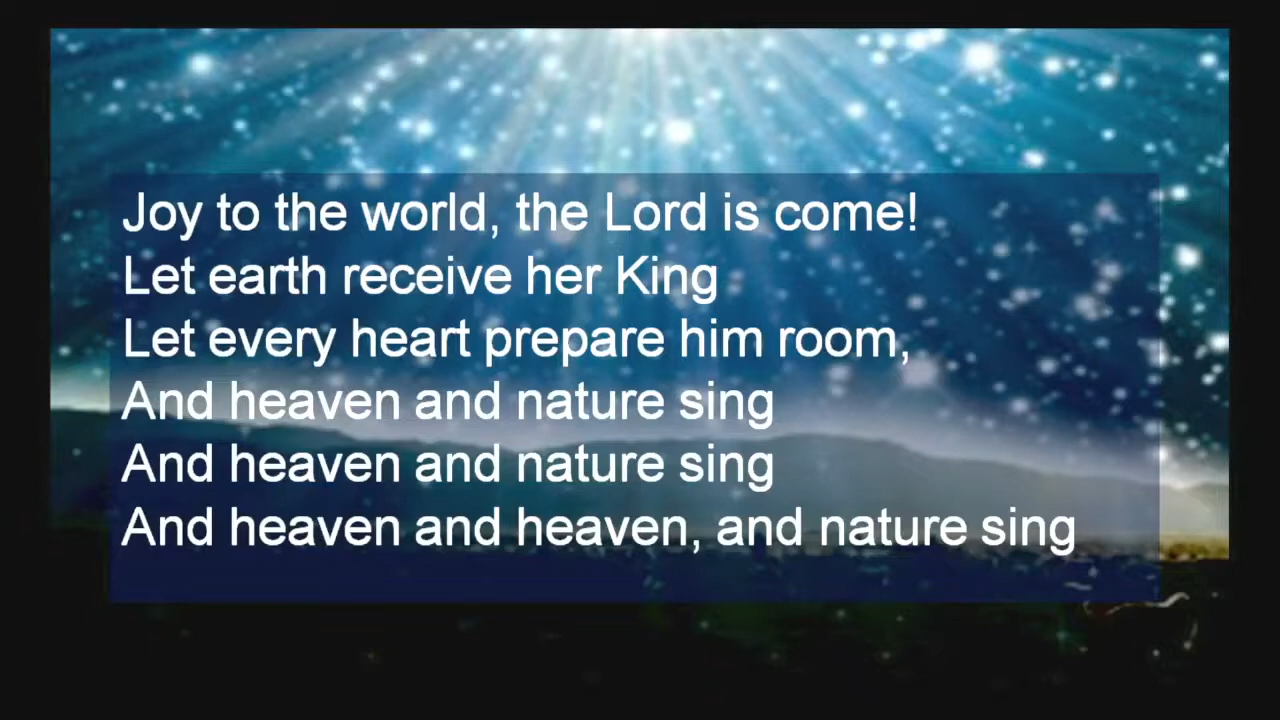 Joy to the world, the Lord is come!
Let earth receive her King
Let every heart prepare him room,
And heaven and nature sing
And heaven and nature sing
And heaven and heaven, and nature sing